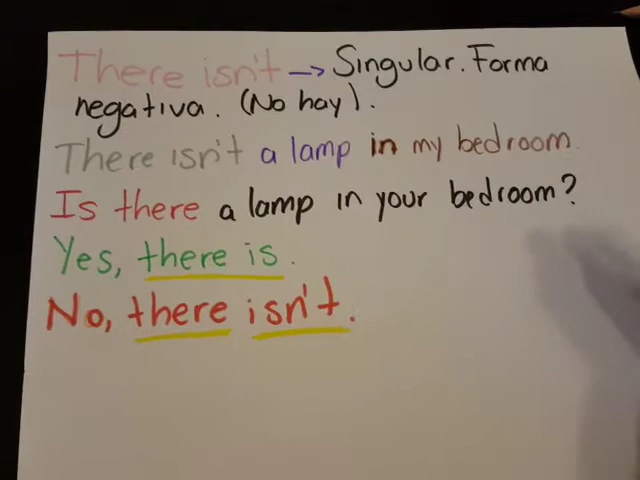 There isn't → Singular. Forma
negativa. (No hay).
There isn't a lamp in my bedroom
Is there a lamp in your bedroom?
Yes, there is.
No, there isn't.